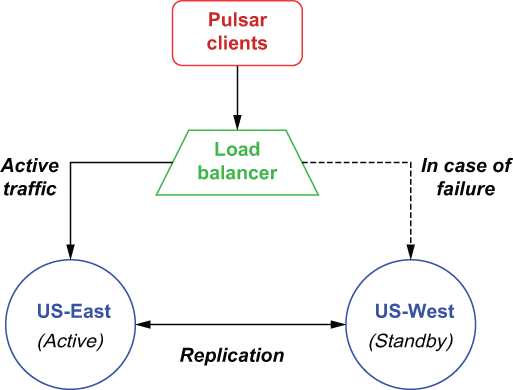 Pulsar
clients
Load
balancer
Active
traffic
In case of
failure
US-East
(Active)
US-West
(Standby)
Replication